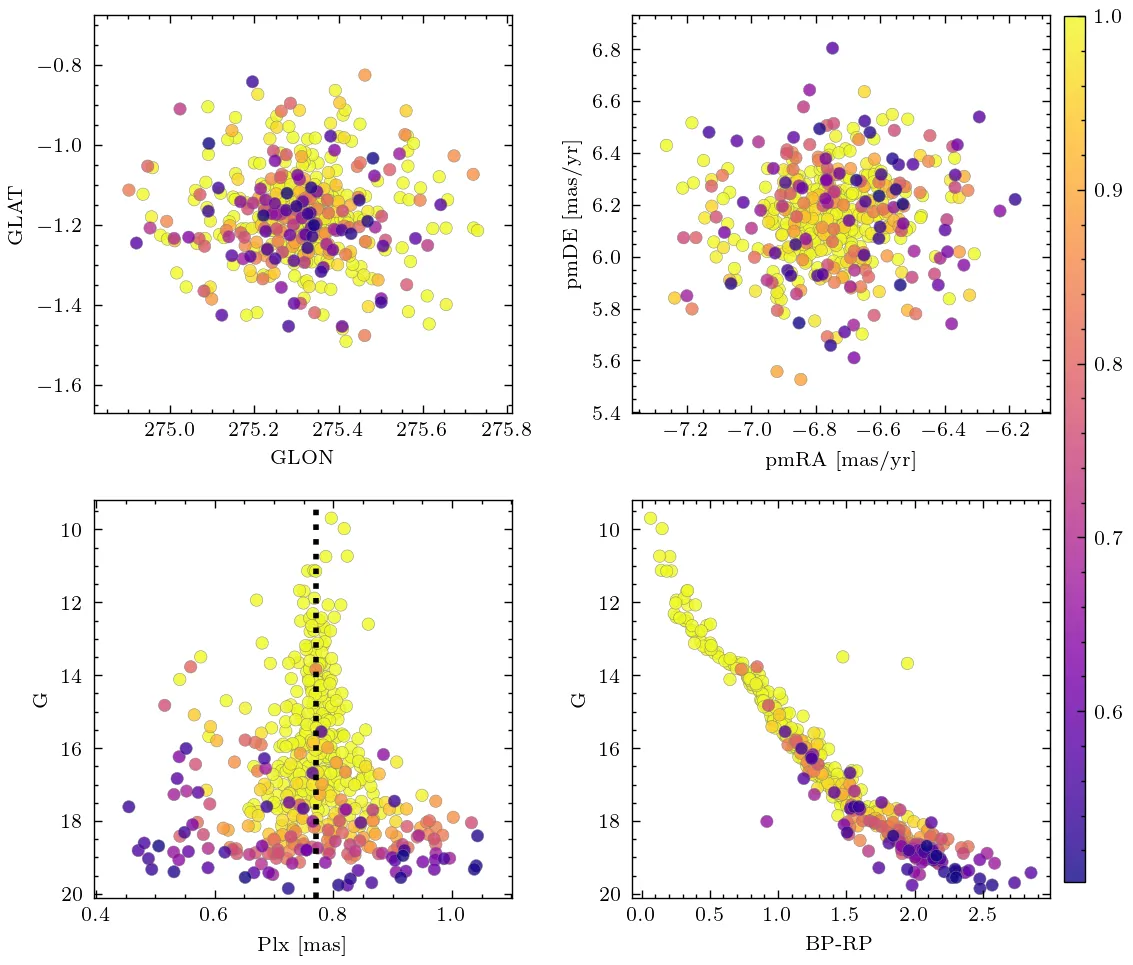 −0.8
−1.0
−1.2
−1.4
−1.6
GLAT
275.0 275.2 275.4 275.6 275.8
GLON
6.8
6.6
6.4
6.2
6.0
5.8
5.6
5.4
pmDE [mas/yr]
−7.2 −7.0 −6.8 −6.6 −6.4 −6.2
pmRA [mas/yr]
1.0
0.9
0.8
0.7
0.6
10
12
14
16
18
20
G
0.4 0.6 0.8 1.0
Plx [mas]
10
12
14
16
18
20
G
0.0 0.5 1.0 1.5 2.0 2.5
BP-RP